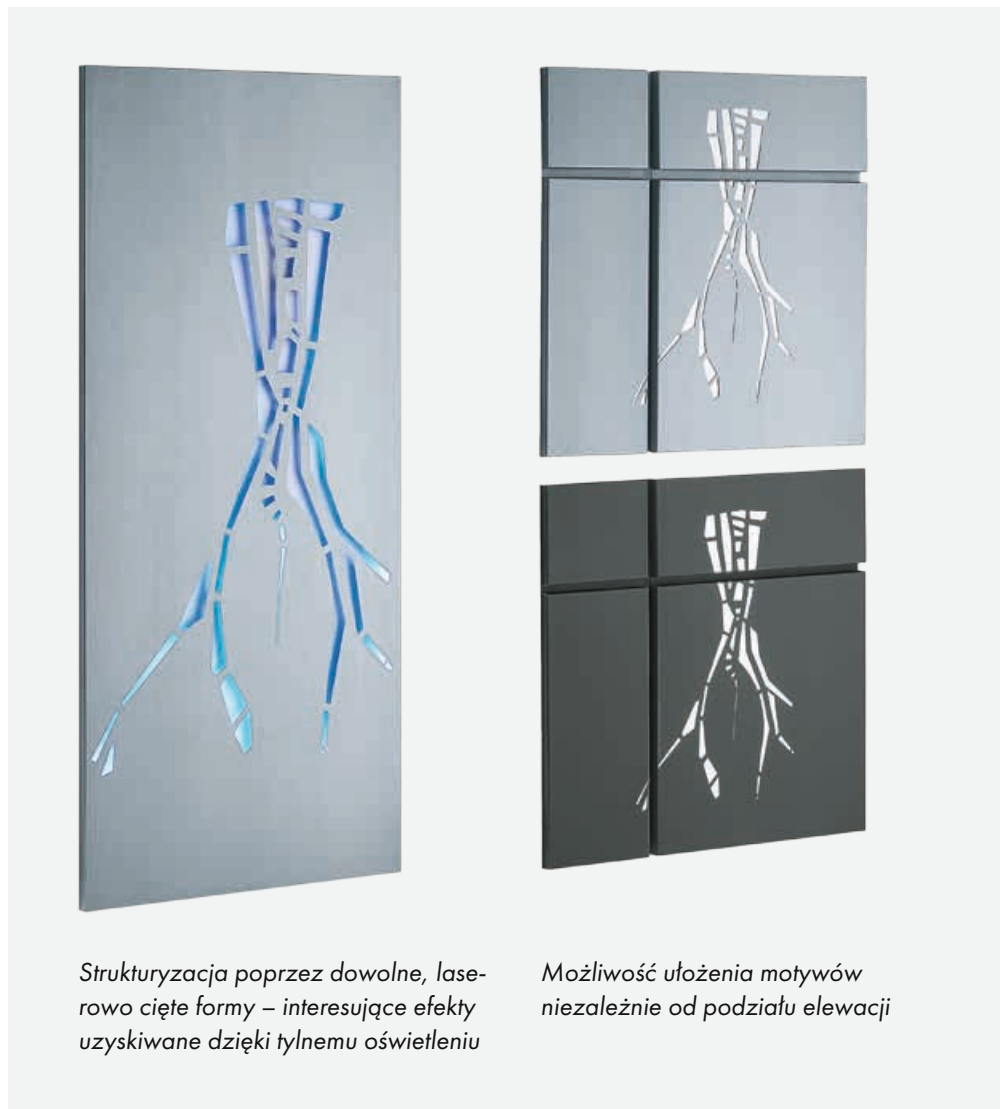 Strukturyzacja poprzez dowolne, lase-
rowo cięte formy – interesujące efekty
uzyskiwane dzięki tylnemu oświetleniu
Możliwość ułożenia motywów
niezależnie od podziału elewacji